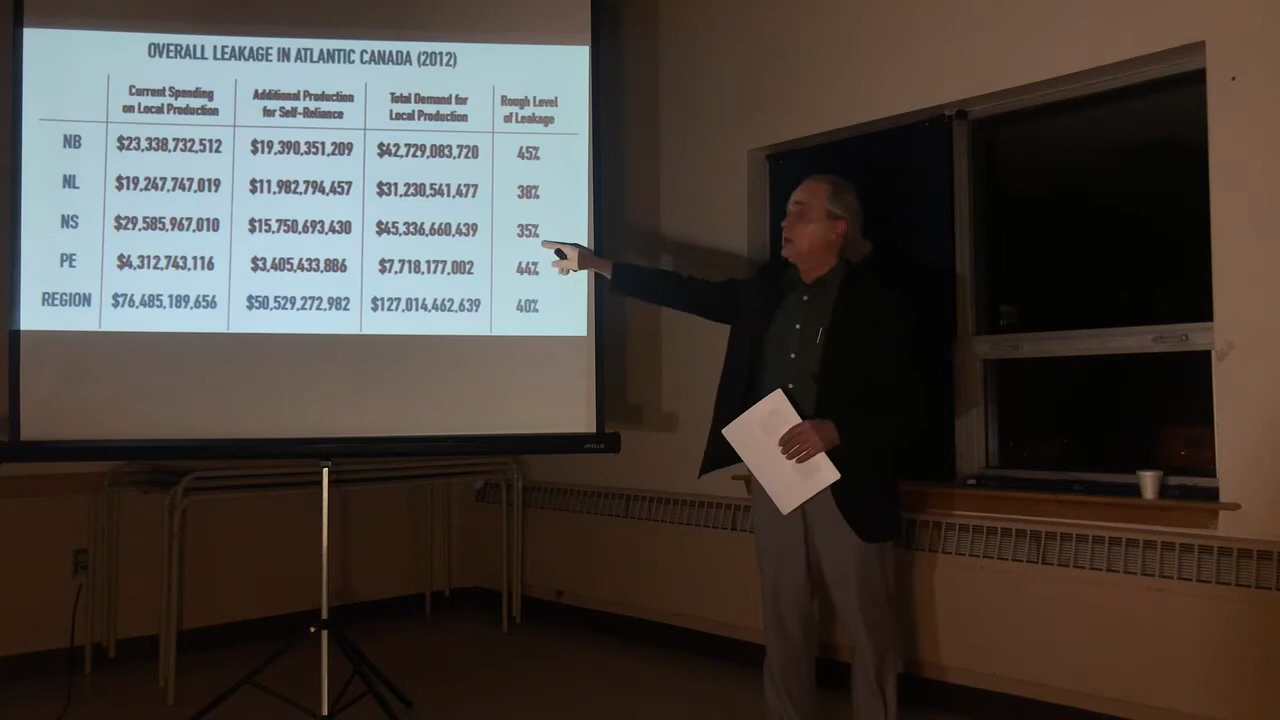 OVERALL LEAKAGE IN ATLANTIC CANADA (2012)
Current Spending on Local Production
Additional Production for Self-Reliance
Total Demand for Local Production
Rough Level of Leakage
NB $23,338,732,512 $19,390,351,209 $42,729,083,720 45%
NL $19,247,747,019 $11,982,794,457 $31,230,541,477 38%
NS $29,585,967,010 $15,750,693,430 $45,336,660,439 35%
PE $4,312,743,116 $3,405,433,886 $7,718,177,002 44%
REGION $76,485,189,656 $50,529,272,982 $127,014,462,639 40%
APOLLO